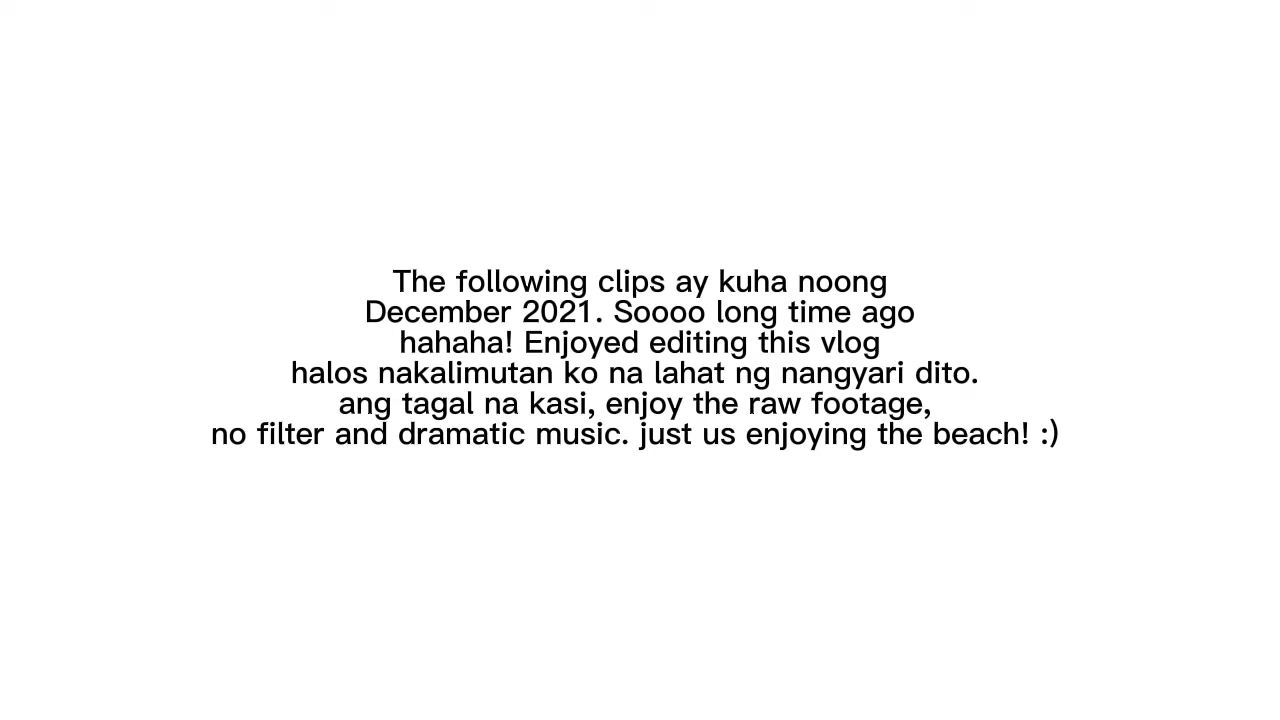 The following clips ay kuha noong
December 2021. Soooo long time ago
hahaha! Enjoyed editing this vlog
halos nakalimutan ko na lahat ng nangyari dito.
ang tagal na kasi, enjoy the raw footage,
no filter and dramatic music. just us enjoying the beach! :)